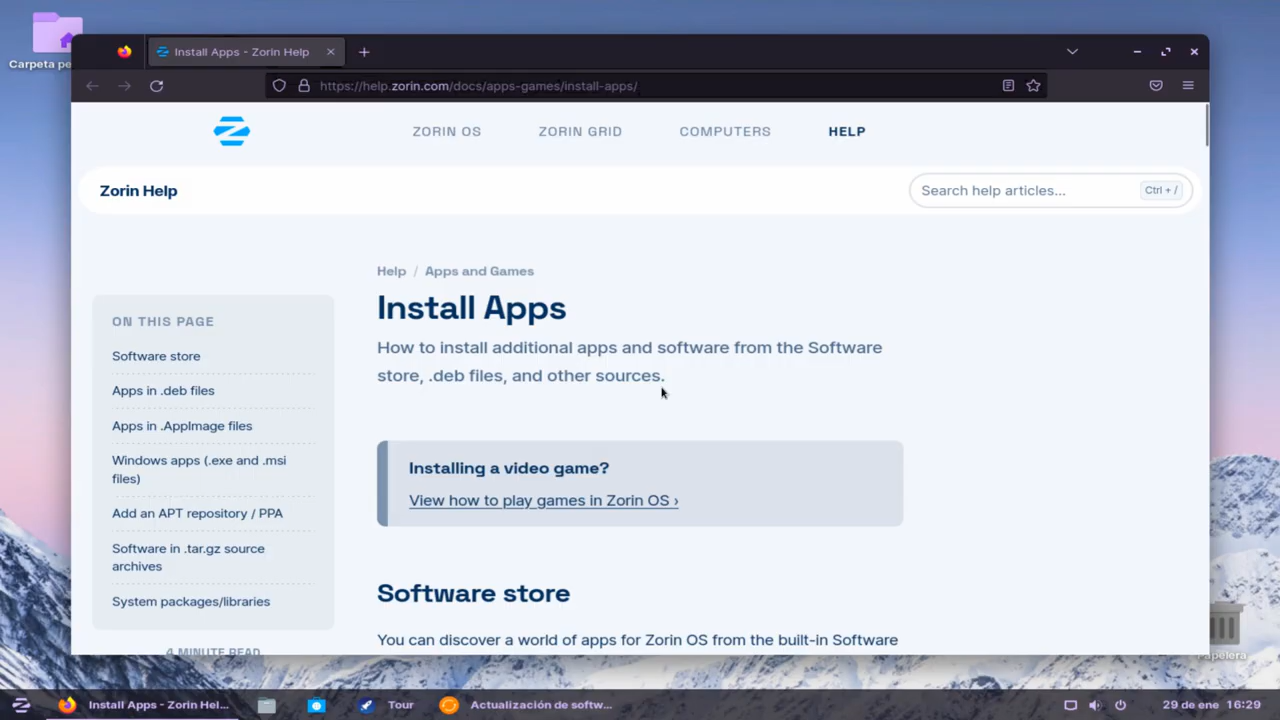 Carpeta pe
Install Apps - Zorin Help
https://help.zorin.com/docs/apps-games/install-apps/
ZORIN OS
ZORIN GRID
COMPUTERS
HELP
Zorin Help
Search help articles...
Ctrl + /
Help / Apps and Games
Install Apps
How to install additional apps and software from the Software
store, .deb files, and other sources.
ON THIS PAGE
Software store
Apps in .deb files
Apps in .AppImage files
Windows apps (.exe and .msi
files)
Add an APT repository / PPA
Software in .tar.gz source
archives
System packages/libraries
4 MINUTE READ
Installing a video game?
View how to play games in Zorin OS ›
Software store
You can discover a world of apps for Zorin OS from the built-in Software
Papelera
Install Apps - Zorin Hel...
Tour
Actualización de softw...
29 de ene 16:29